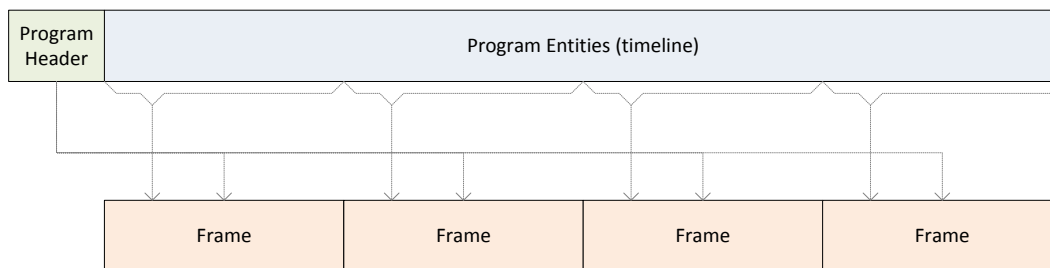 Program
Header
Program Entities (timeline)
Frame
Frame
Frame
Frame